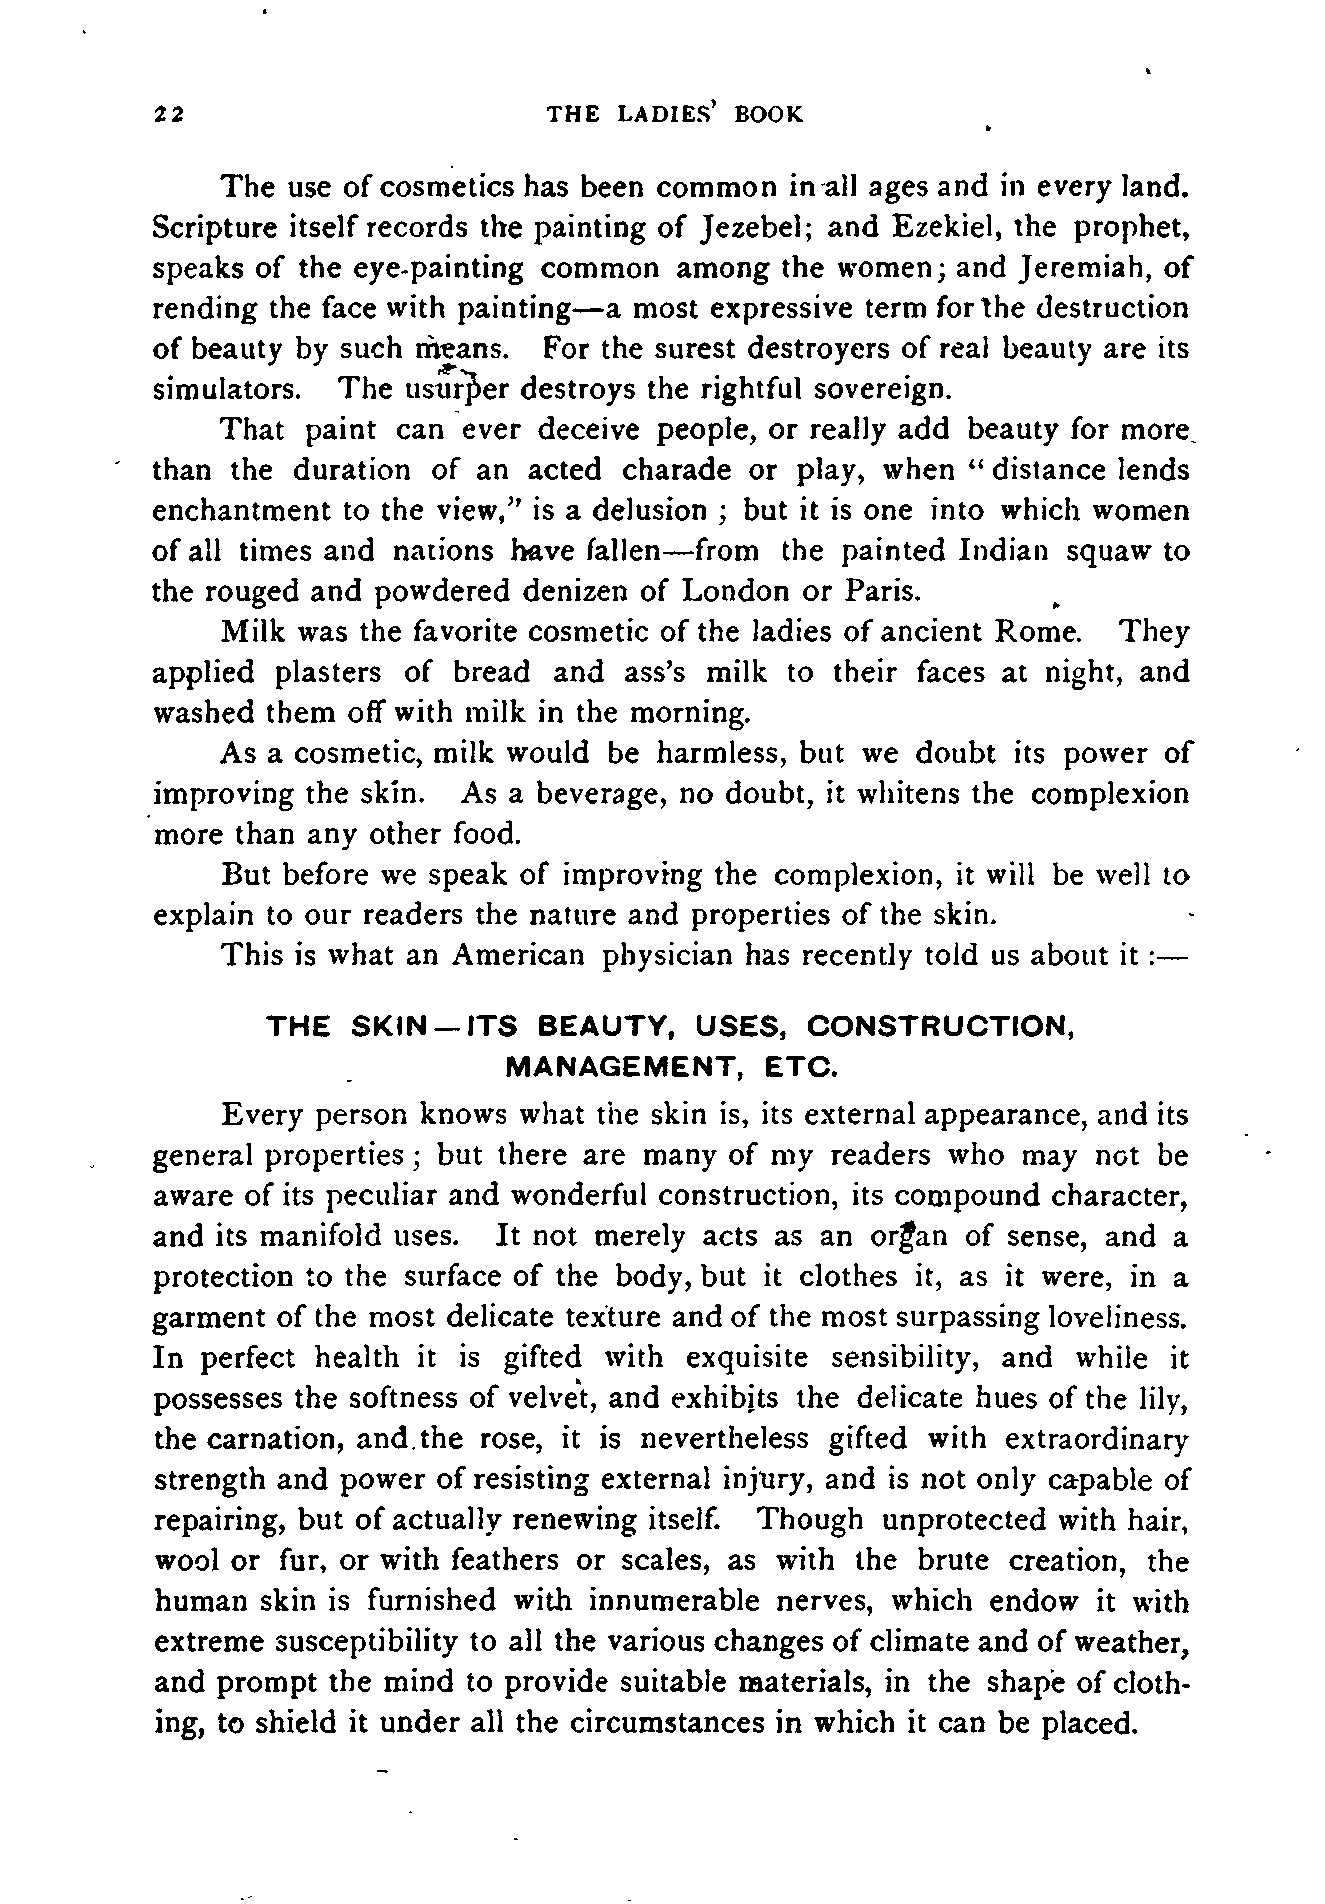 22 THE LADIES' BOOK
The use of cosmetics has been common in all ages and in every land.
Scripture itself records the painting of Jezebel; and Ezekiel, the prophet,
speaks of the eye-painting common among the women; and Jeremiah, of
rending the face with painting—a most expressive term for the destruction
of beauty by such means. For the surest destroyers of real beauty are its
simulators. The usurper destroys the rightful sovereign.
That paint can ever deceive people, or really add beauty for more
than the duration of an acted charade or play, when “distance lends
enchantment to the view,” is a delusion ; but it is one into which women
of all times and nations have fallen—from the painted Indian squaw to
the rouged and powdered denizen of London or Paris.
Milk was the favorite cosmetic of the ladies of ancient Rome. They
applied plasters of bread and ass's milk to their faces at night, and
washed them off with milk in the morning.
As a cosmetic, milk would be harmless, but we doubt its power of
improving the skin. As a beverage, no doubt, it whitens the complexion
more than any other food.
But before we speak of improving the complexion, it will be well to
explain to our readers the nature and properties of the skin.
This is what an American physician has recently told us about it :—
THE SKIN—ITS BEAUTY, USES, CONSTRUCTION,
MANAGEMENT, ETC.
Every person knows what the skin is, its external appearance, and its
general properties ; but there are many of my readers who may not be
aware of its peculiar and wonderful construction, its compound character,
and its manifold uses. It not merely acts as an organ of sense, and a
protection to the surface of the body, but it clothes it, as it were, in a
garment of the most delicate texture and of the most surpassing loveliness.
In perfect health it is gifted with exquisite sensibility, and while it
possesses the softness of velvet, and exhibits the delicate hues of the lily,
the carnation, and the rose, it is nevertheless gifted with extraordinary
strength and power of resisting external injury, and is not only capable of
repairing, but of actually renewing itself. Though unprotected with hair,
wool or fur, or with feathers or scales, as with the brute creation, the
human skin is furnished with innumerable nerves, which endow it with
extreme susceptibility to all the various changes of climate and of weather,
and prompt the mind to provide suitable materials, in the shape of cloth-
ing, to shield it under all the circumstances in which it can be placed.